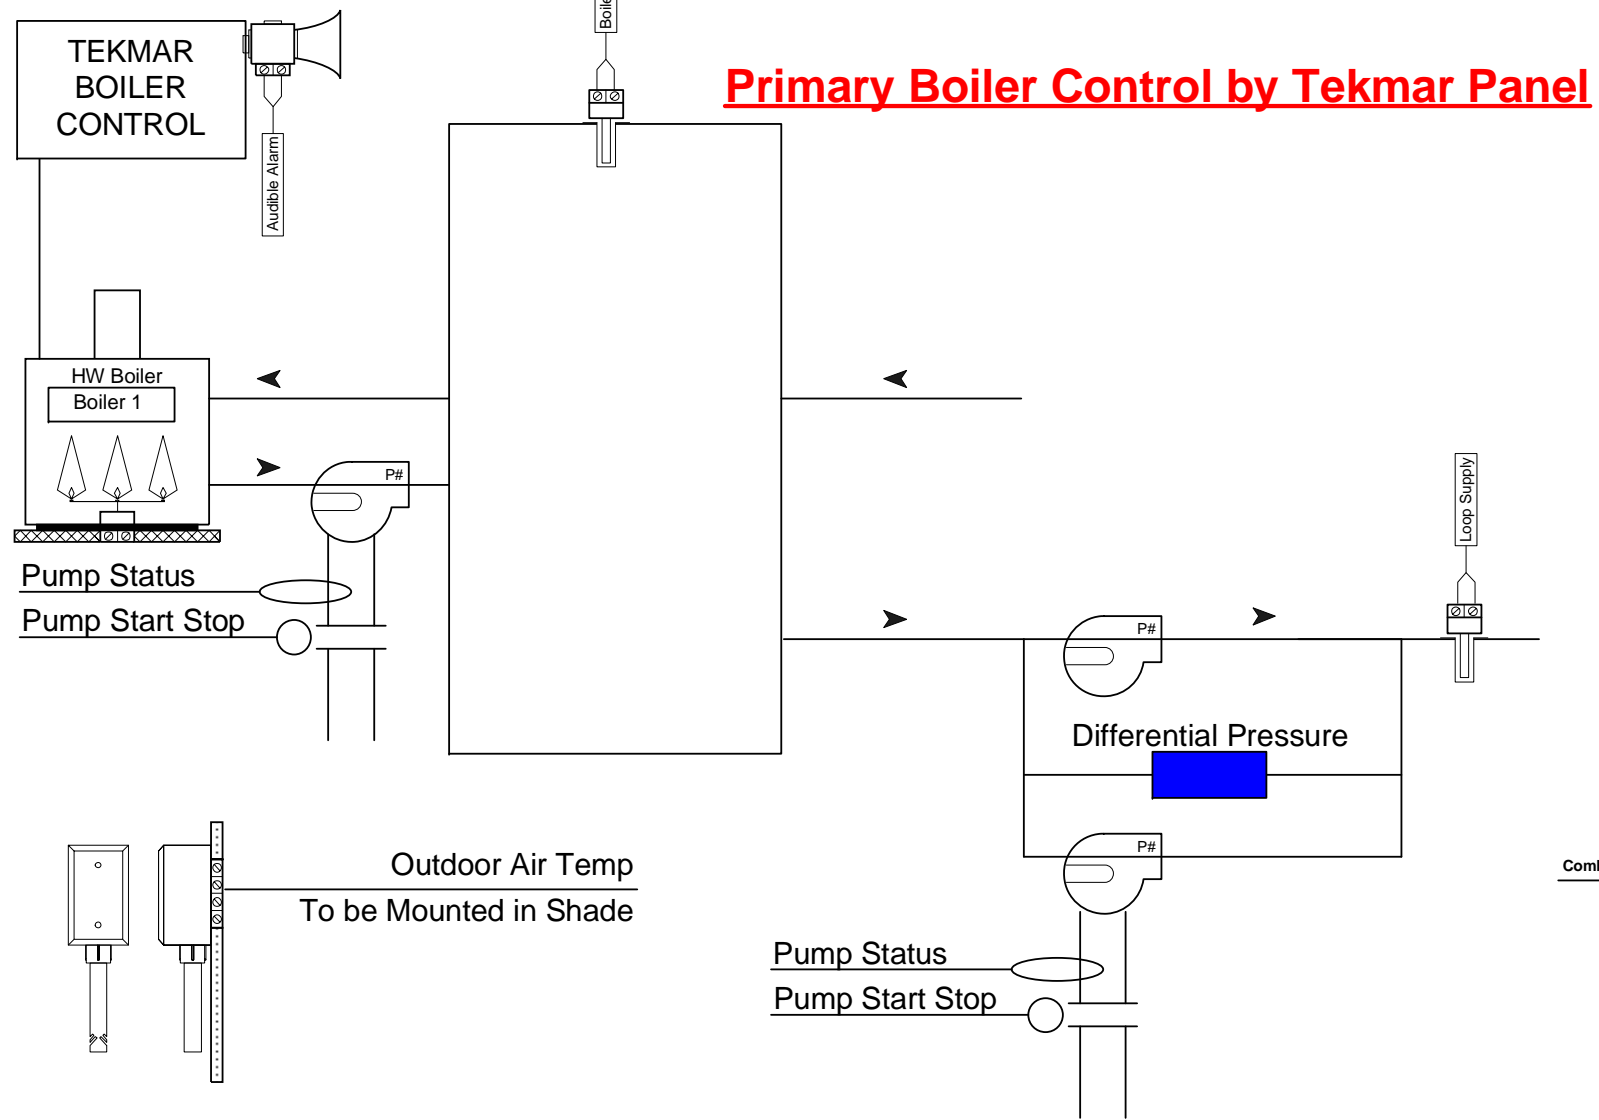 TEKMAR
BOILER
CONTROL
Audible Alarm
Primary Boiler Control by Tekmar Panel
HW Boiler
Boiler 1
P#
Pump Status
Pump Start Stop
Loop Supply
P#
Differential Pressure
P#
Outdoor Air Temp
To be Mounted in Shade
Pump Status
Pump Start Stop